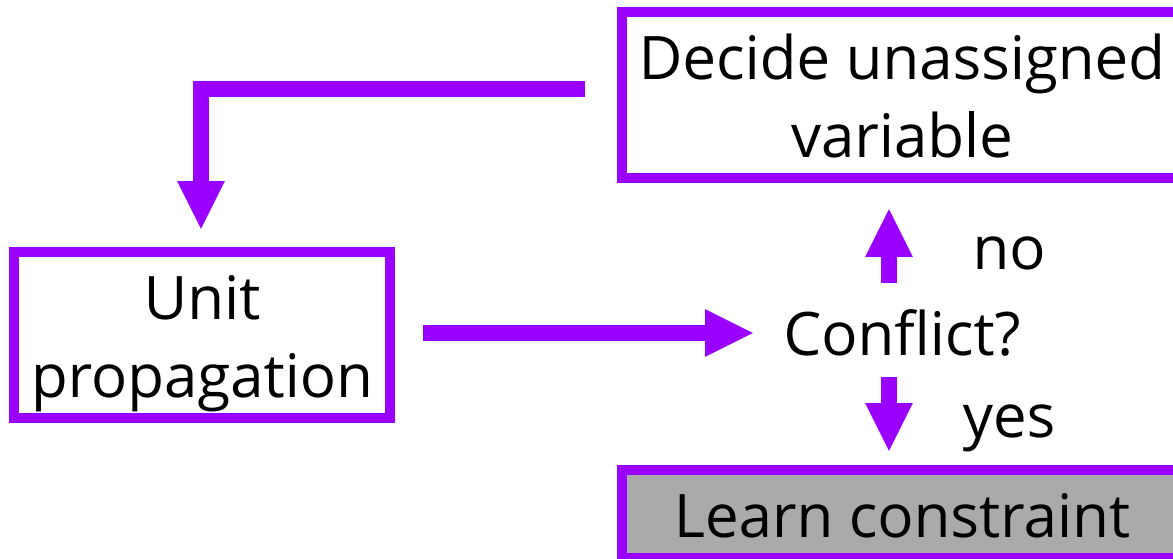 Decide unassigned
variable
no
Unit
propagation
Conflict?
yes
Learn constraint